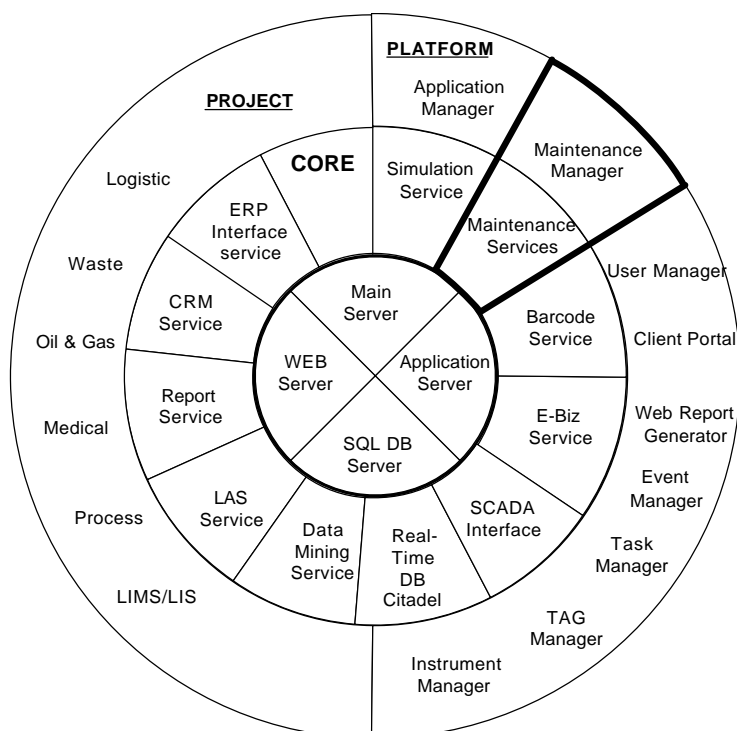 PLATFORM
Application
Manager
PROJECT
Maintenance
Manager
CORE
Simulation
Service
Logistic
ERP
Interface
service
Maintenance
Services
Waste
User Manager
Main
Server
CRM
Service
Barcode
Service
Oil & Gas
Client Portal
WEB
Server
Application
Server
Report
Service
E-Biz
Service
Web Report
Generator
Medical
SQL DB
Server
Event
Manager
LAS
Service
SCADA
Interface
Process
Data
Mining
Service
Real-
Time
DB
Citadel
Task
Manager
LIMS/LIS
TAG
Manager
Instrument
Manager